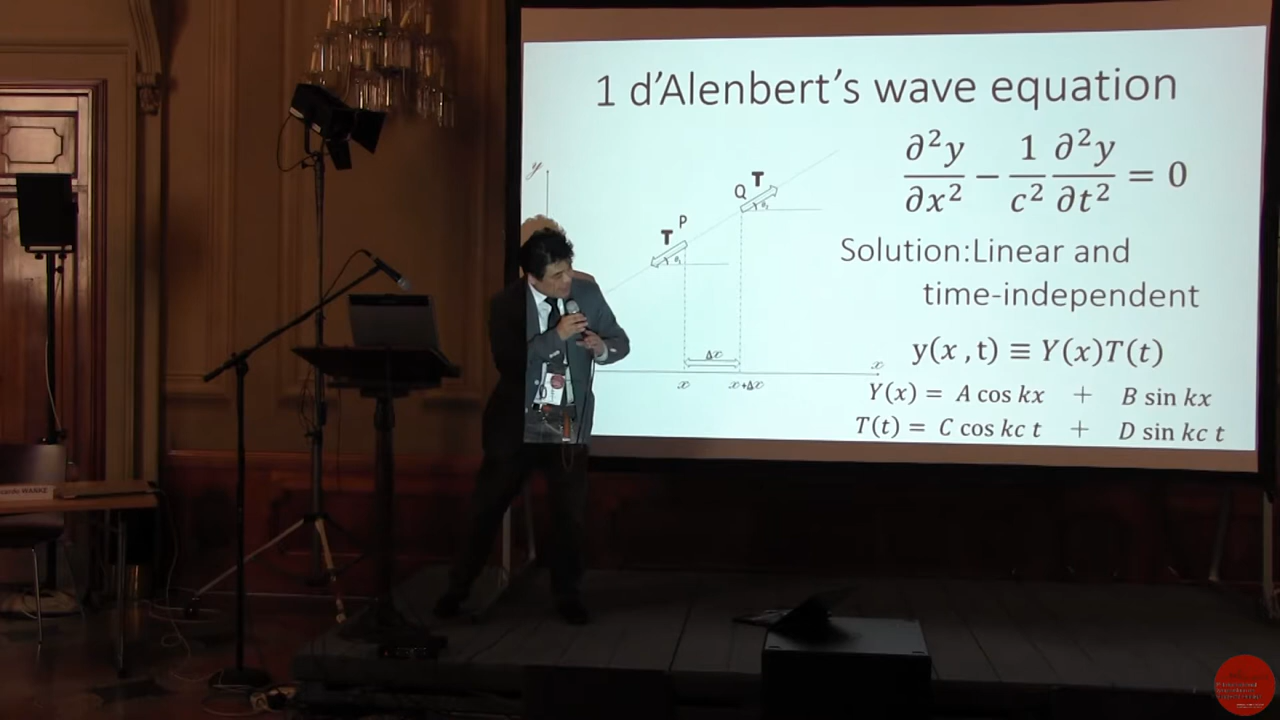 1 d'Alenbert's wave equation
∂²y/∂x² − 1/c² ∂²y/∂t² = 0
y
Q T
P
T
Solution:Linear and
time-independent
y(x ,t) ≡ Y(x)T(t)
Δx
x
x x+Δx
Y(x) = A cos kx + B sin kx
T(t) = C cos kc t + D sin kc t